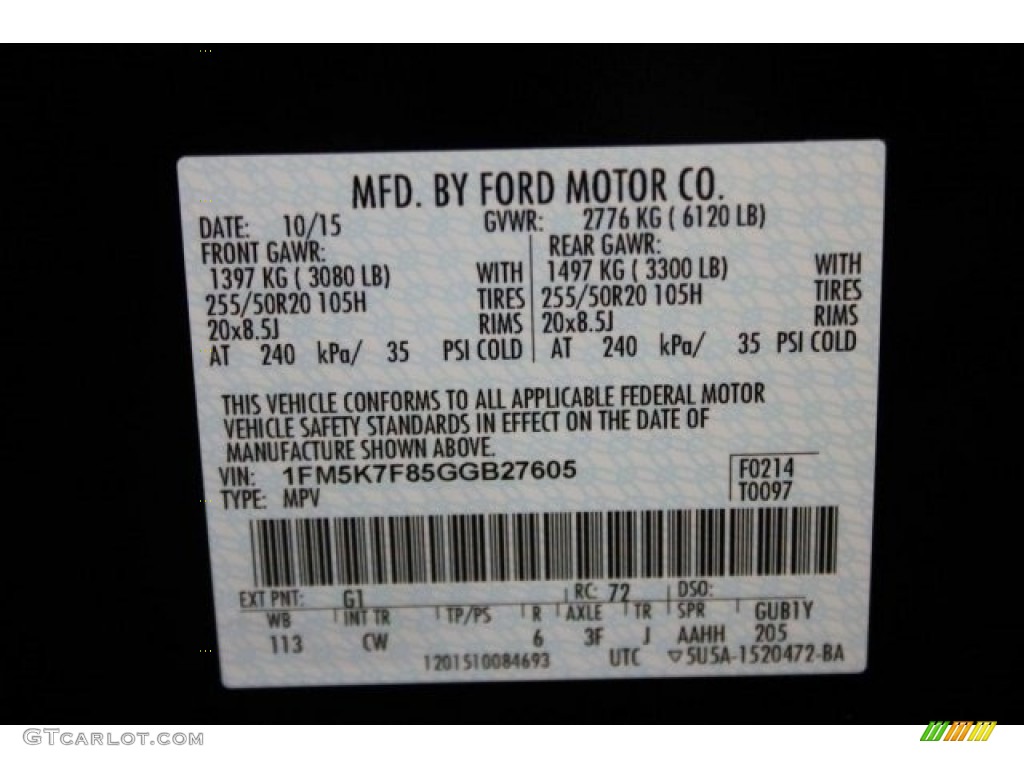 MFD. BY FORD MOTOR CO.
DATE: 10/15 GVWR: 2776 KG ( 6120 LB)
FRONT GAWR: REAR GAWR:
1397 KG ( 3080 LB) WITH 1497 KG ( 3300 LB) WITH
255/50R20 105H TIRES 255/50R20 105H TIRES
20x8.5J RIMS 20x8.5J RIMS
AT 240 kPa/ 35 PSI COLD AT 240 kPa/ 35 PSI COLD
THIS VEHICLE CONFORMS TO ALL APPLICABLE FEDERAL MOTOR
VEHICLE SAFETY STANDARDS IN EFFECT ON THE DATE OF
MANUFACTURE SHOWN ABOVE.
VIN: 1FM5K7F85GGB27605 F0214
TYPE: MPV T0097
EXT PNT: G1 RC: 72 DSO:
WB INT TR TP/PS R AXLE TR SPR GUB1Y
113 CW 6 3F J AAHH 205
1201510084693 UTC ▽5U5A-1520472-BA
GTcarlot.com